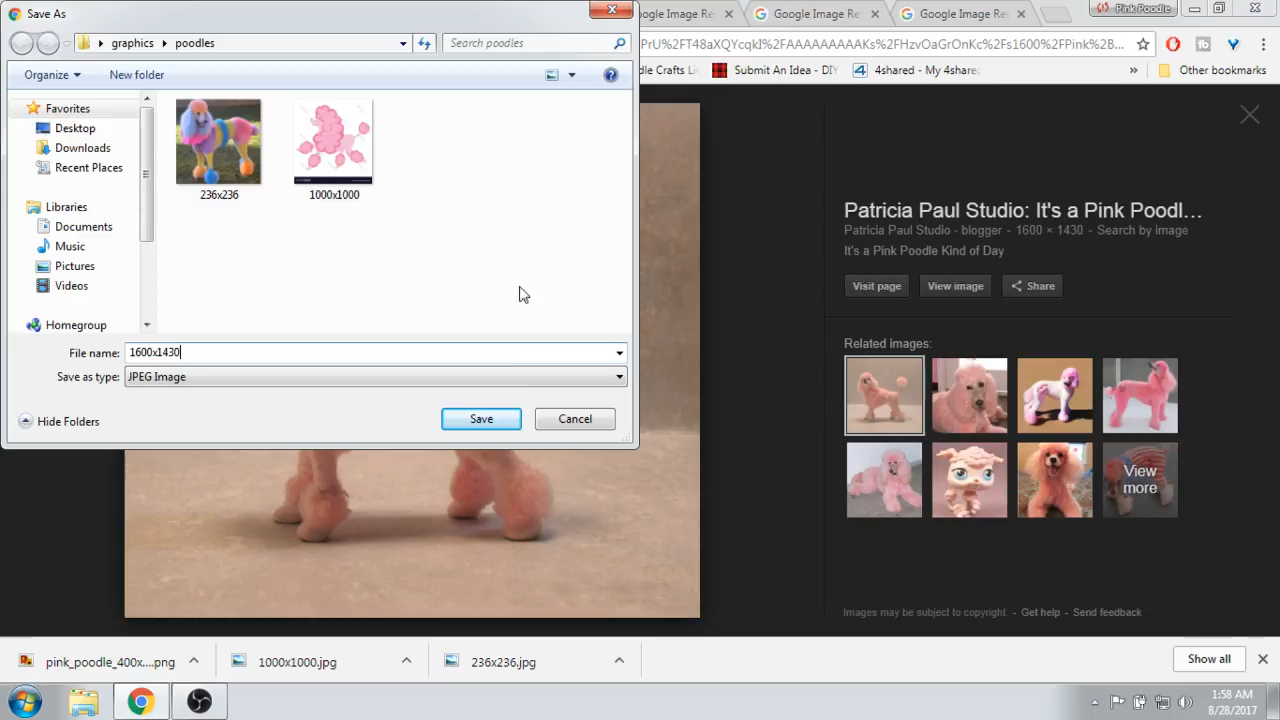 Save As
oogle Image Re
Google Image Re
Google Image Re
Pink Poodle
graphics
poodles
Search poodles
PrU%2FT48aXQYcqkI%2FAAAAAAAAAKs%2FHzvOaGrOnKc%2Fs1600%2FPink%2B...
Organize
New folder
dle Crafts Li
Submit An Idea - DIY
4shared - My 4share
»
Other bookmarks
Favorites
Desktop
Downloads
Recent Places
Libraries
Documents
Music
Pictures
Videos
Homegroup
236x236
1000x1000
File name:
1600x1430
Save as type:
JPEG Image
Hide Folders
Save
Cancel
Patricia Paul Studio: It's a Pink Poodl...
Patricia Paul Studio - blogger - 1600 × 1430 - Search by image
It's a Pink Poodle Kind of Day
Visit page
View image
Share
Related images:
View
more
Images may be subject to copyright. - Get help - Send feedback
pink_poodle_400x....png
1000x1000.jpg
236x236.jpg
Show all
1:58 AM
8/28/2017